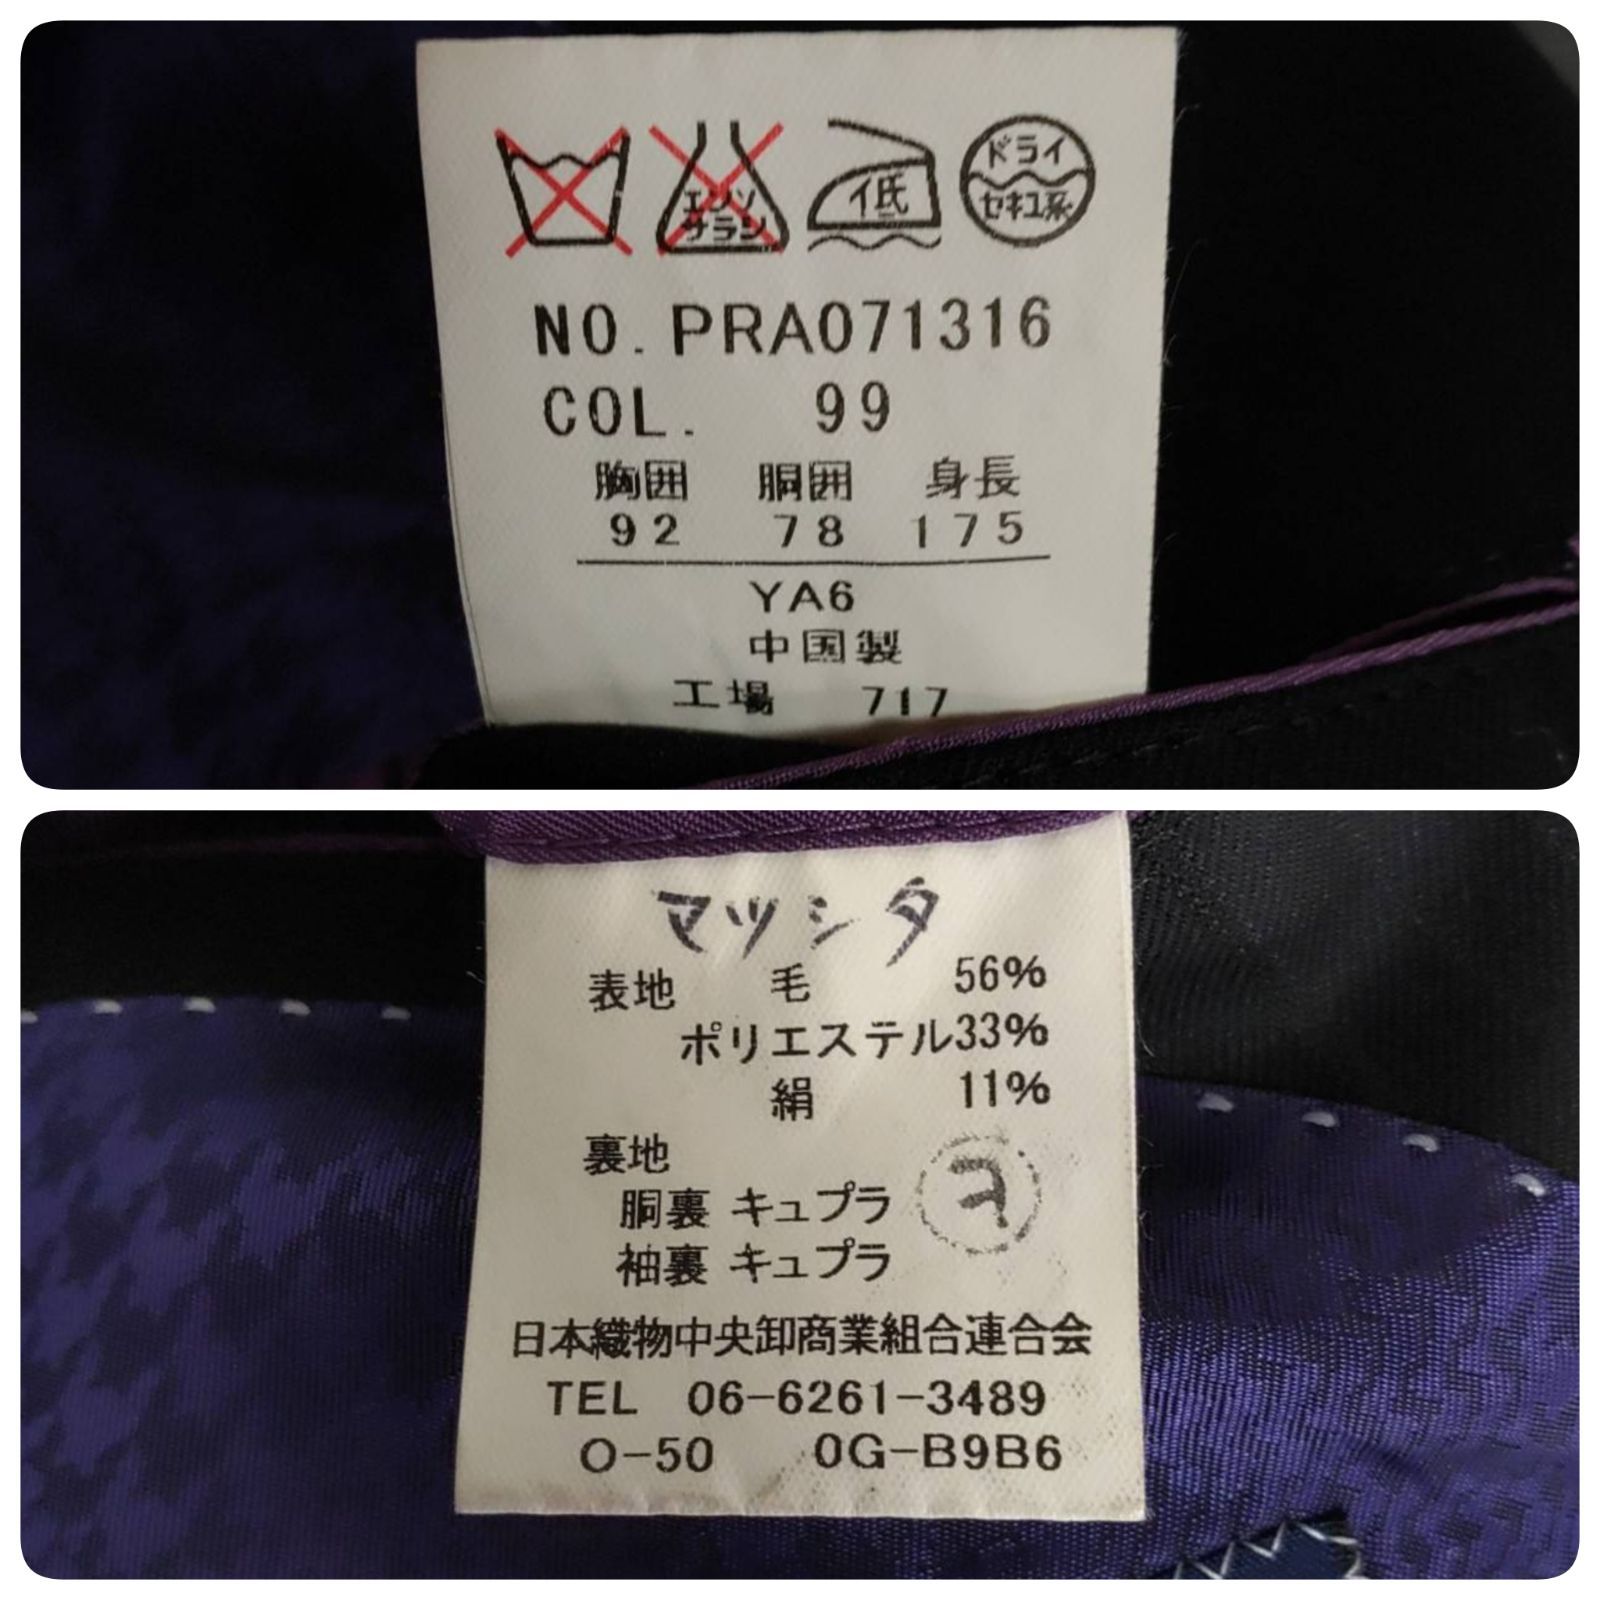 エンソ
サラシ
低
ドライ
セキユ系
NO. PRA071316
COL. 99
胸囲 胴囲 身長
92 78 175
YA6
中国製
工場 717
マツシタ
表地 毛 56%
ポリエステル33%
絹 11%
裏地
胴裏 キュプラ
袖裏 キュプラ
日本織物中央卸商業組合連合会
TEL 06-6261-3489
O-50 0G-B9B6